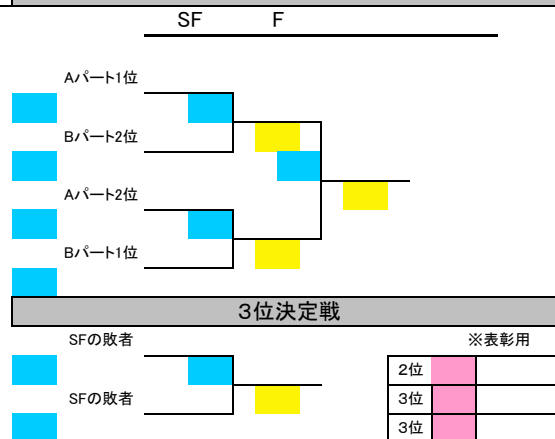 SF F
Aパート1位
Bパート2位
Aパート2位
Bパート1位
3位決定戦
SFの敗者 ※表彰用
2位
SFの敗者 3位
3位